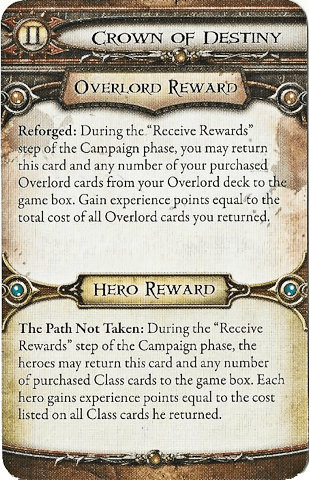 II
Crown of Destiny
Overlord Reward
Reforged: During the "Receive Rewards"
step of the Campaign phase, you may return
this card and any number of your purchased
Overlord cards from your Overlord deck to the
game box. Gain experience points equal to the
total cost of all Overlord cards you returned.
Hero Reward
The Path Not Taken: During the "Receive
Rewards" step of the Campaign phase, the
heroes may return this card and any number
of purchased Class cards to the game box. Each
hero gains experience points equal to the cost
listed on all Class cards he returned.